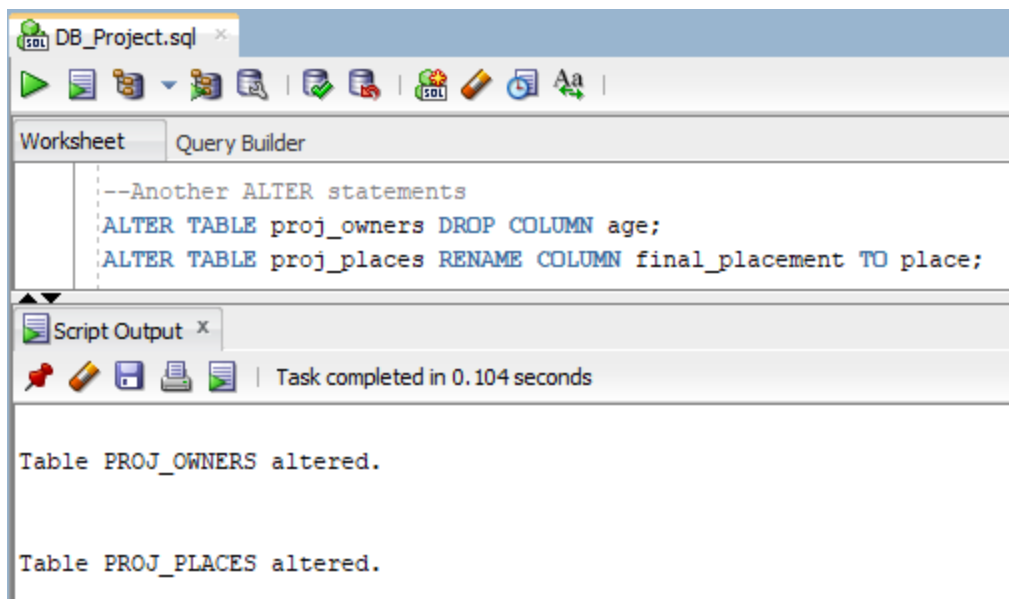 DB_Project.sql
Worksheet Query Builder
--Another ALTER statements
ALTER TABLE proj_owners DROP COLUMN age;
ALTER TABLE proj_places RENAME COLUMN final_placement TO place;
Script Output x
Task completed in 0.104 seconds
Table PROJ_OWNERS altered.
Table PROJ_PLACES altered.